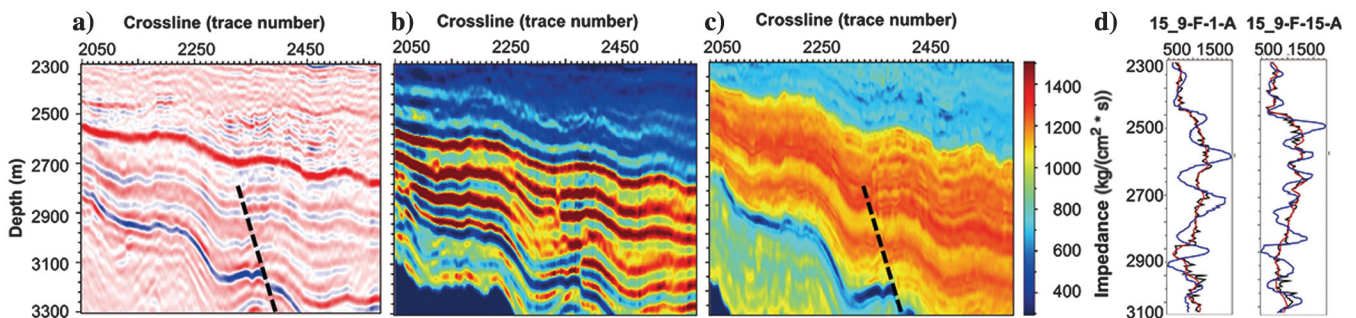 a) Crossline (trace number)
2050 2250 2450
Depth (m)
2300
2500
2700
2900
3100
3300
b) Crossline (trace number)
2050 2250 2450
c) Crossline (trace number)
2050 2250 2450
1400
1200
1000
800
600
400
Impedance (kg/(cm² * s)
d) 15_9-F-1-A 15_9-F-15-A
500 1500 500 1500
2300
2500
2700
2900
3100